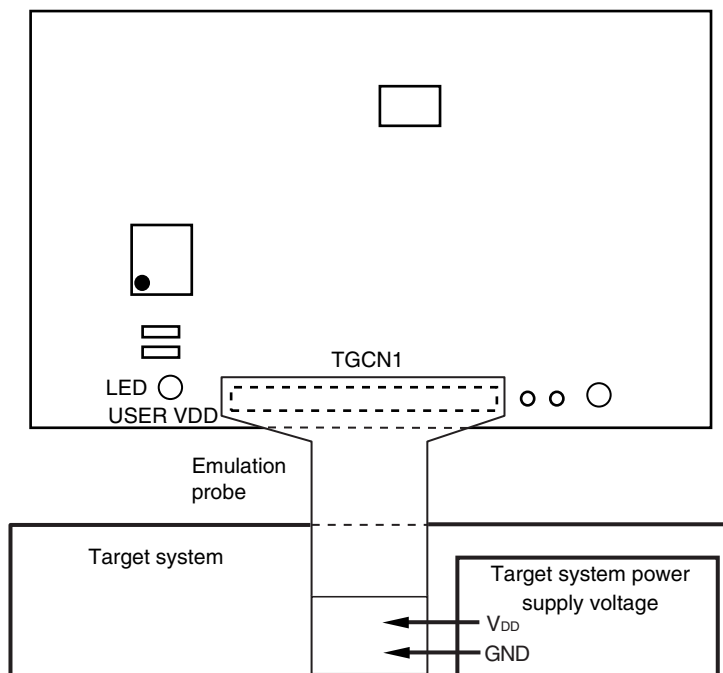 TGCN1
LED
USER VDD
Emulation
probe
Target system
Target system power
supply voltage
VDD
GND